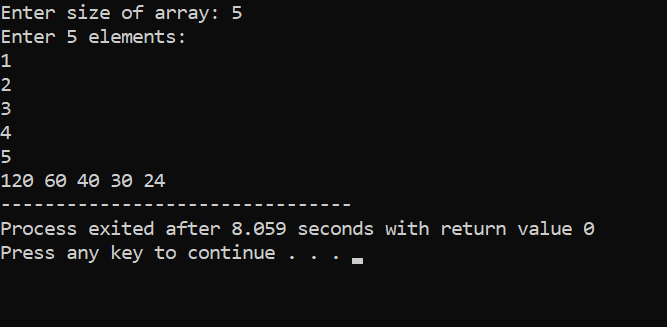 Enter size of array: 5
Enter 5 elements:
1
2
3
4
5
120 60 40 30 24
--------------------------------
Process exited after 8.059 seconds with return value 0
Press any key to continue . . .